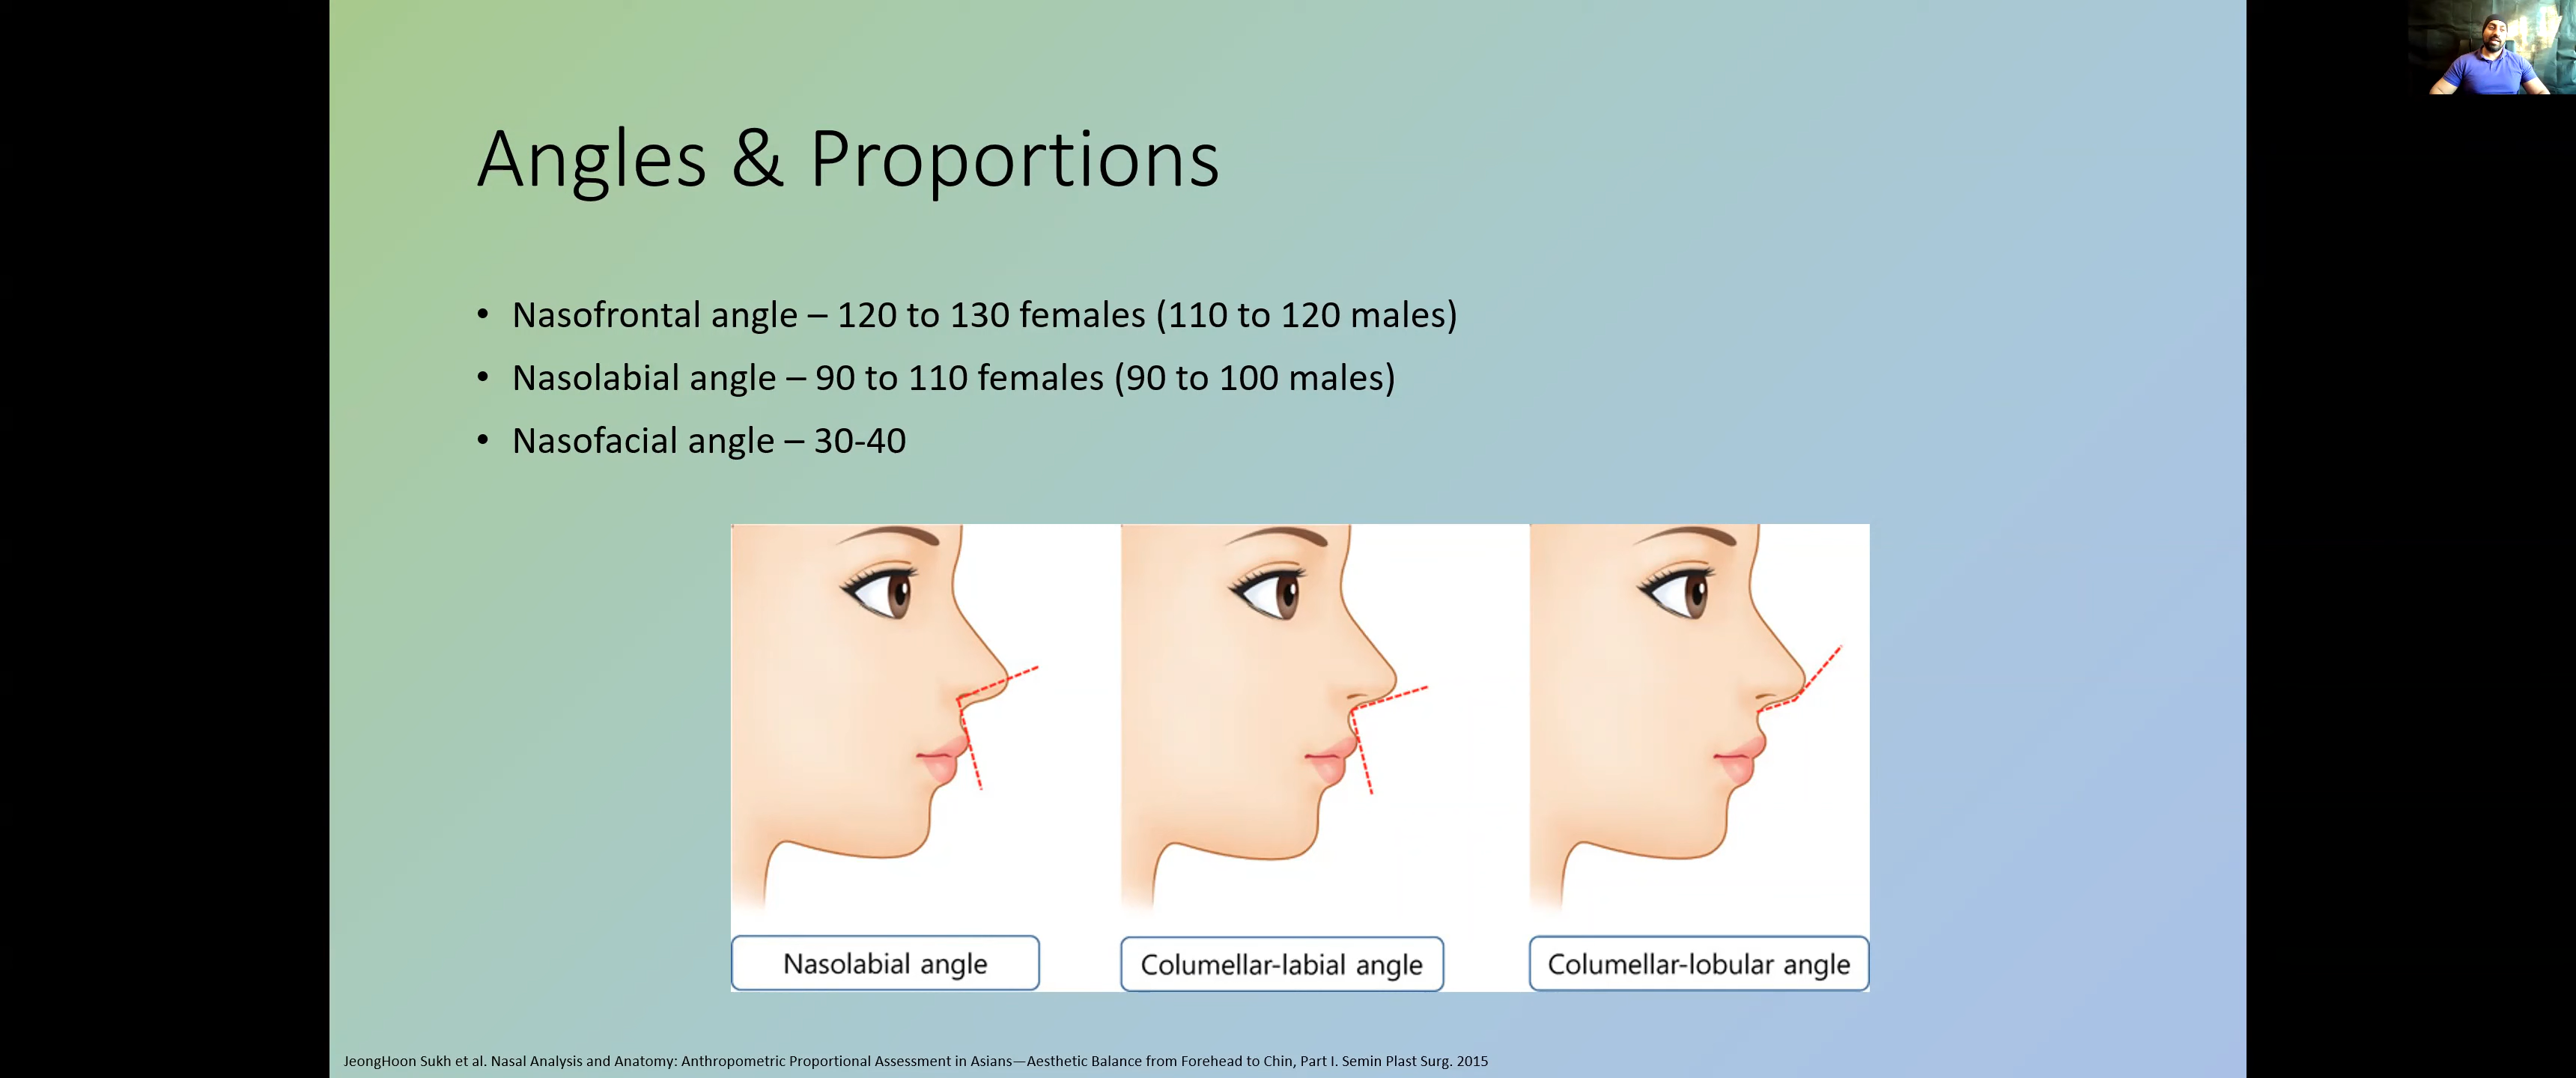 Angles & Proportions
• Nasofrontal angle – 120 to 130 females (110 to 120 males)
• Nasolabial angle – 90 to 110 females (90 to 100 males)
• Nasofacial angle – 30-40
Nasolabial angle
Columellar-labial angle
Columellar-lobular angle
JeongHoon Sukh et al. Nasal Analysis and Anatomy: Anthropometric Proportional Assessment in Asians—Aesthetic Balance from Forehead to Chin, Part I. Semin Plast Surg. 2015